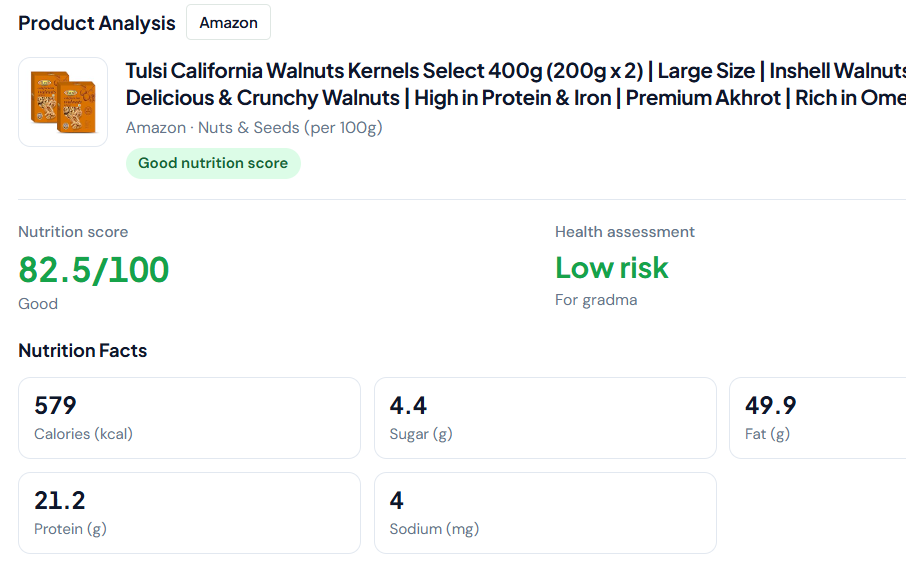 Product Analysis Amazon
Tulsi California Walnuts Kernels Select 400g (200g x 2) | Large Size | Inshell Walnuts
Delicious & Crunchy Walnuts | High in Protein & Iron | Premium Akhrot | Rich in Ome
Amazon · Nuts & Seeds (per 100g)
Good nutrition score
Nutrition score
82.5/100
Good
Health assessment
Low risk
For gradma
Nutrition Facts
579
Calories (kcal)
4.4
Sugar (g)
49.9
Fat (g)
21.2
Protein (g)
4
Sodium (mg)